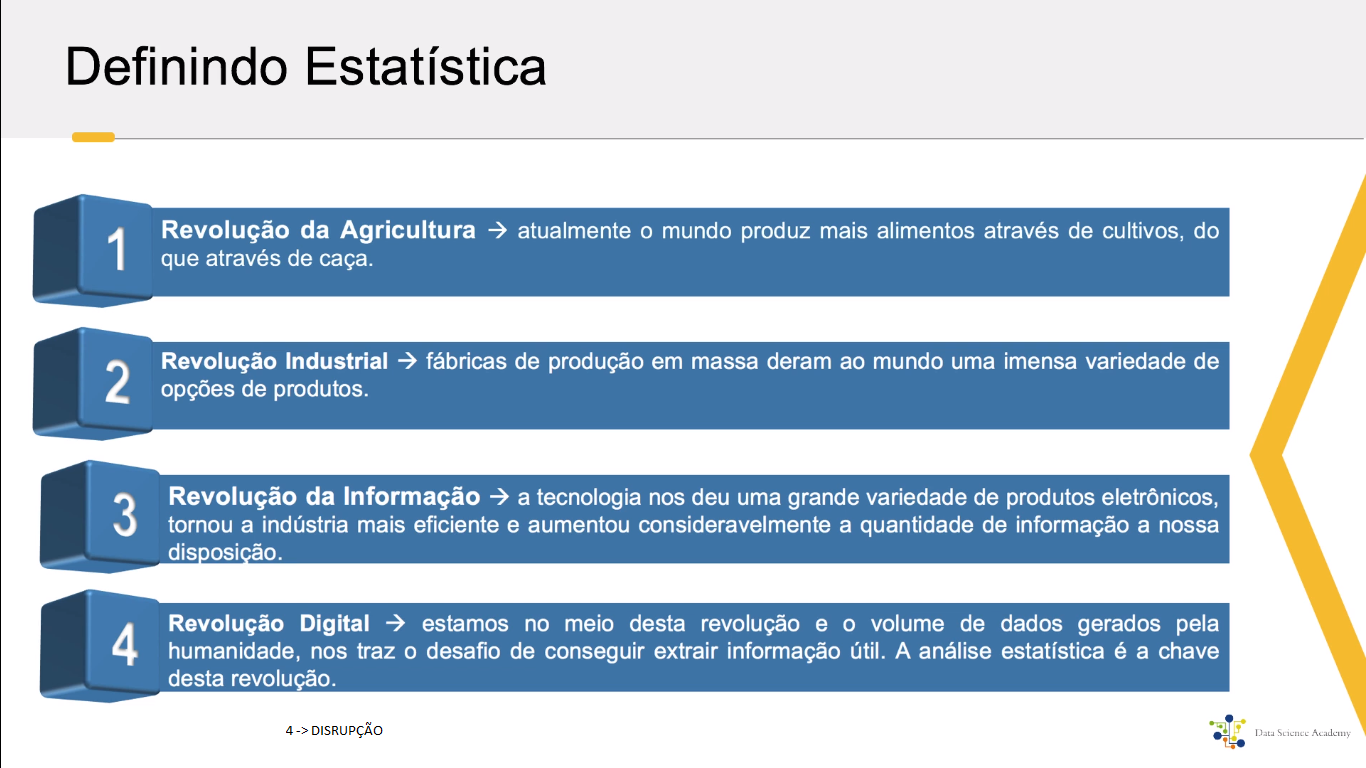 Definindo Estatística
1
Revolução da Agricultura → atualmente o mundo produz mais alimentos através de cultivos, do
que através de caça.
2
Revolução Industrial → fábricas de produção em massa deram ao mundo uma imensa variedade de
opções de produtos.
3
Revolução da Informação → a tecnologia nos deu uma grande variedade de produtos eletrônicos,
tornou a indústria mais eficiente e aumentou consideravelmente a quantidade de informação a nossa
disposição.
4
Revolução Digital → estamos no meio desta revolução e o volume de dados gerados pela
humanidade, nos traz o desafio de conseguir extrair informação útil. A análise estatística é a chave
desta revolução.
4 -> DISRUPÇÃO
Data Science Academy